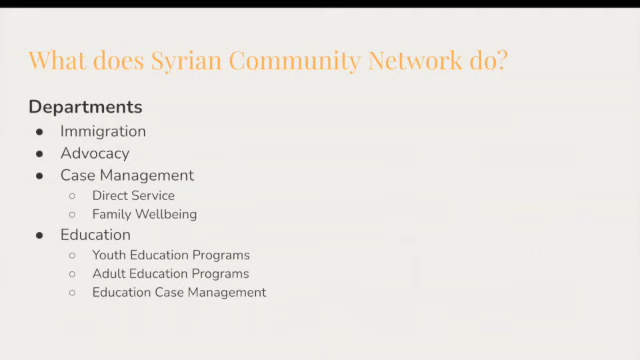 What does Syrian Community Network do?
Departments
● Immigration
● Advocacy
● Case Management
○ Direct Service
○ Family Wellbeing
● Education
○ Youth Education Programs
○ Adult Education Programs
○ Education Case Management